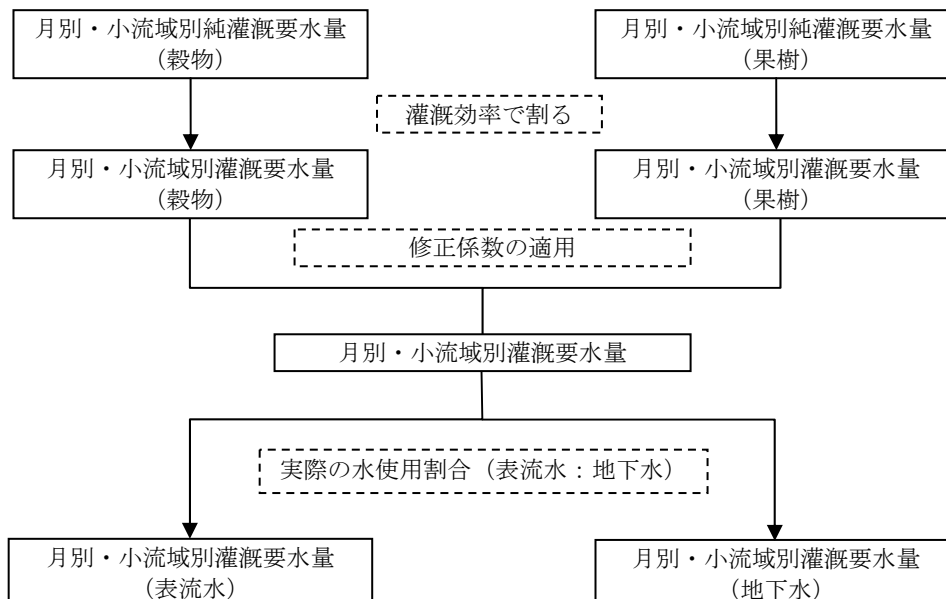 月別・小流域別純灌漑要水量
（穀物）
月別・小流域別純灌漑要水量
（果樹）
灌漑効率で割る
月別・小流域別灌漑要水量
（穀物）
月別・小流域別灌漑要水量
（果樹）
修正係数の適用
月別・小流域別灌漑要水量
実際の水使用割合（表流水：地下水）
月別・小流域別灌漑要水量
（表流水）
月別・小流域別灌漑要水量
（地下水）